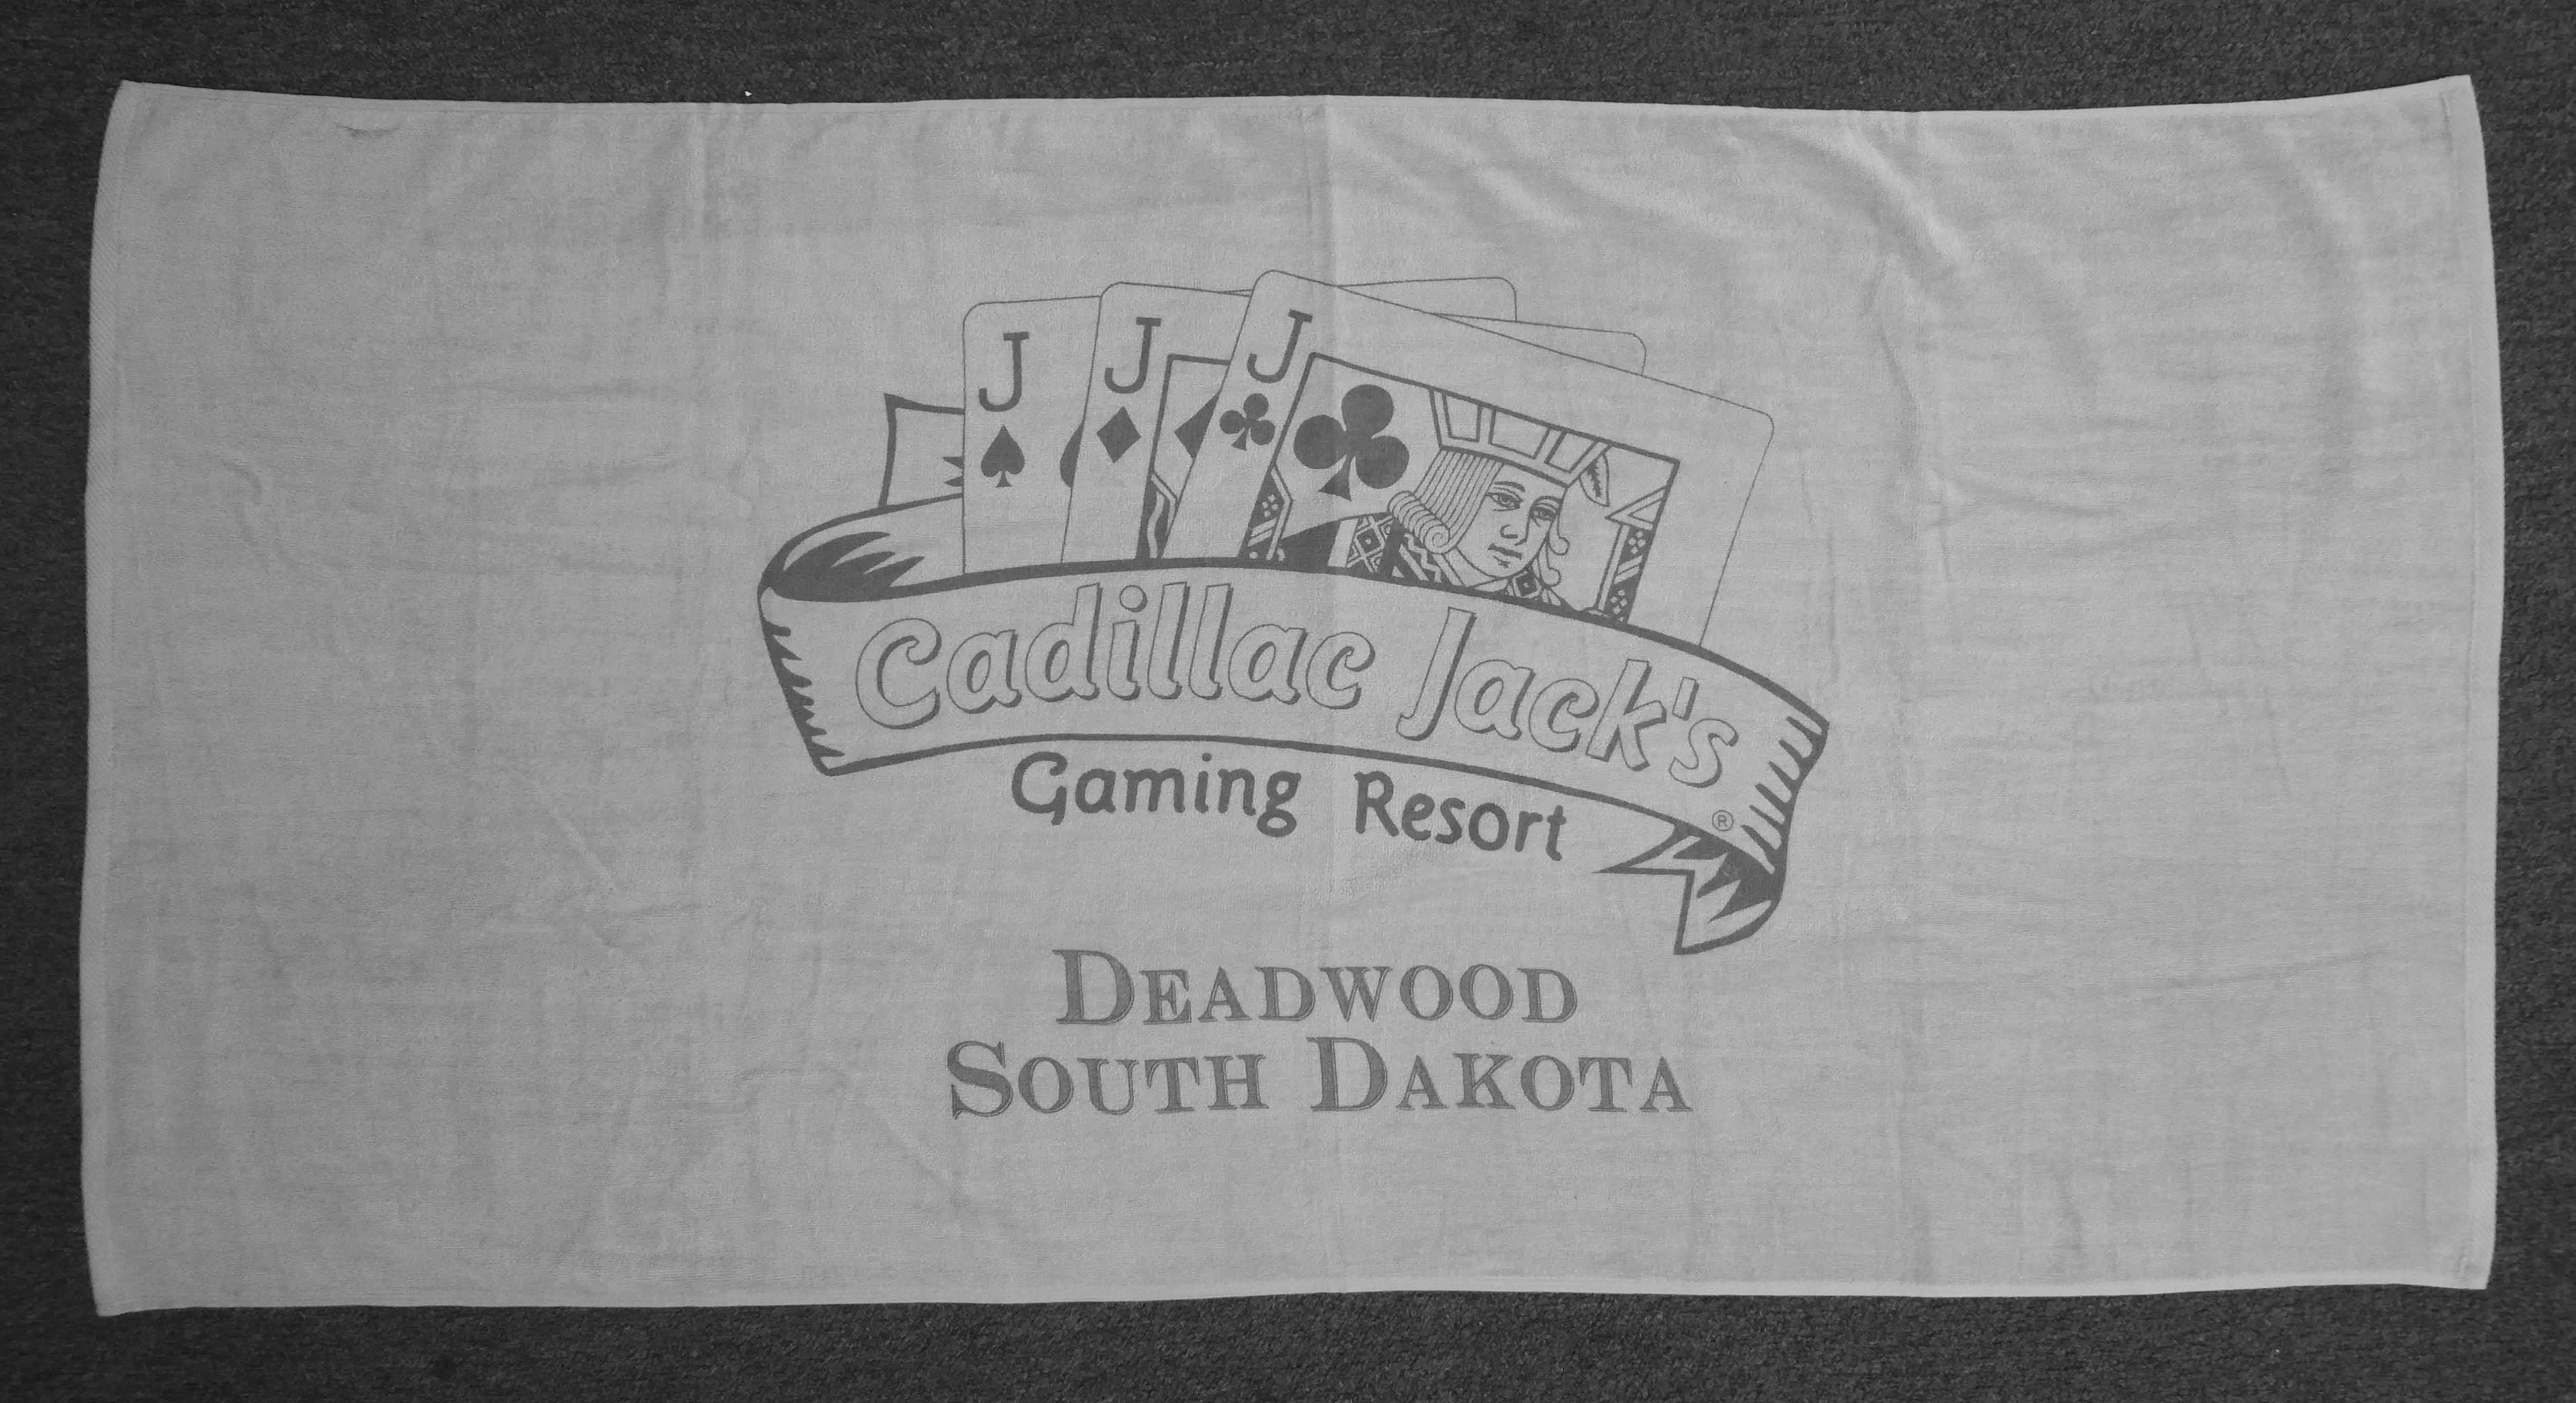 J J J
Cadillac Jack's
®
Gaming Resort
DEADWOOD
SOUTH DAKOTA